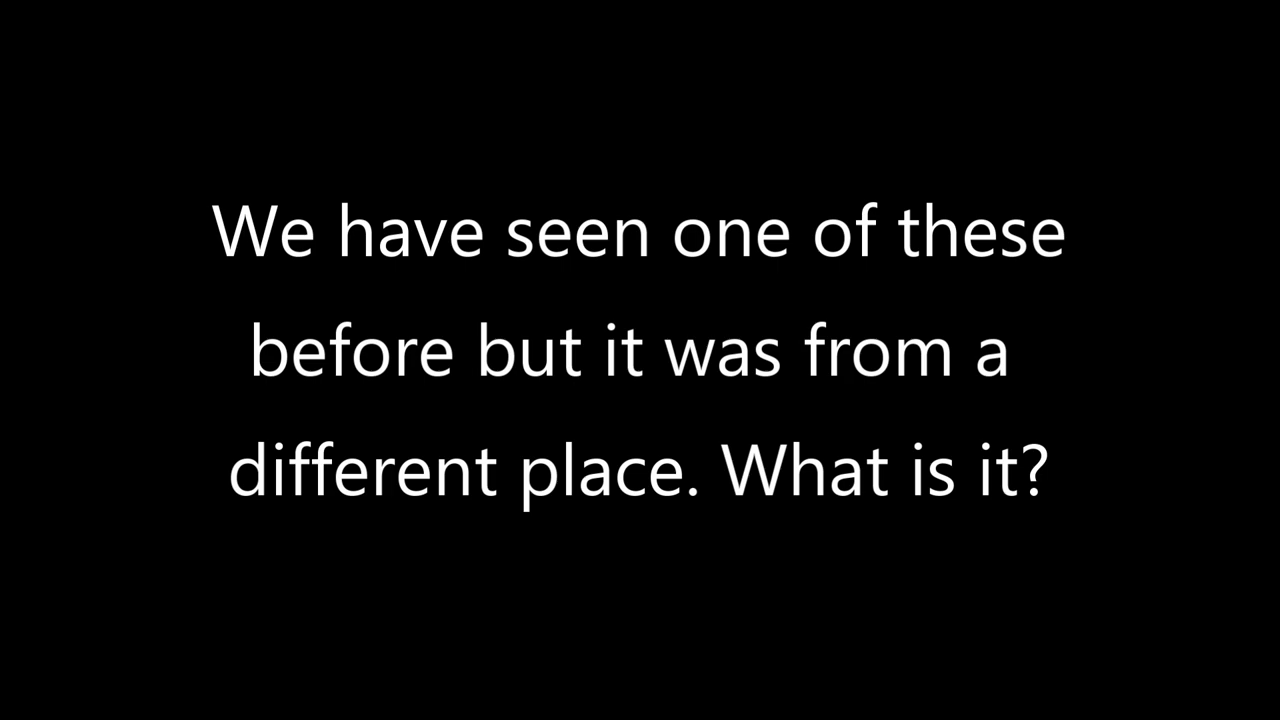 We have seen one of these
before but it was from a
different place. What is it?